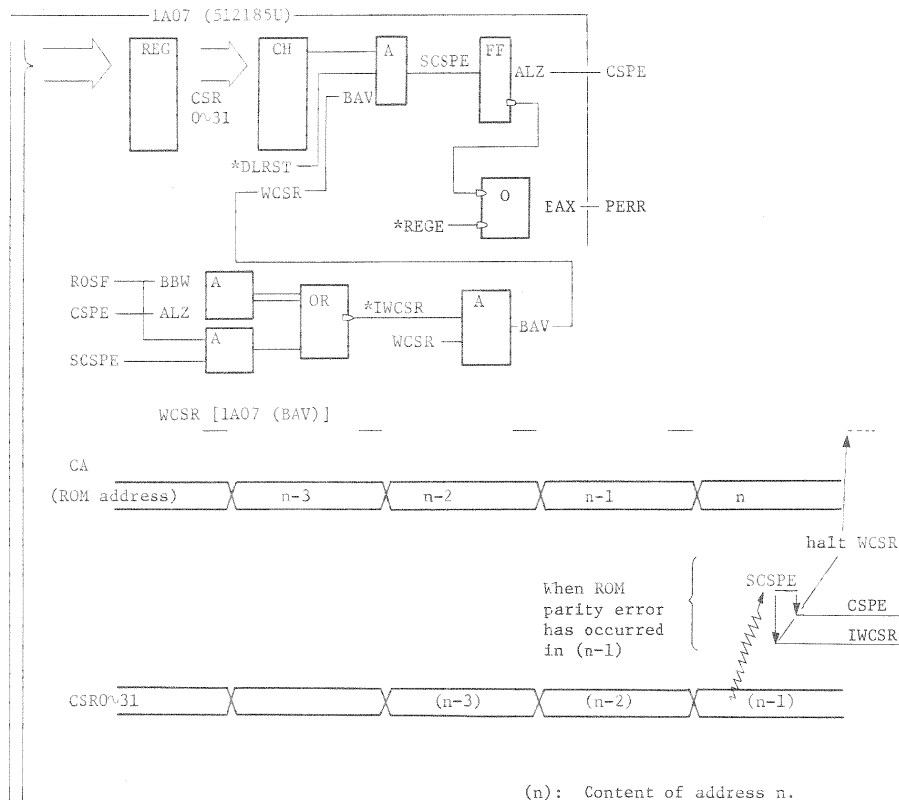 1A07 (512185U)
REG
CH
A
FF
SCSPE
ALZ
CSPE
CSR
0~31
BAV
*DLRST
WCSR
O
EAX
PERR
*REGE
ROSF
BBW
A
OR
A
CSPE
ALZ
*IWCSR
WCSR
BAV
A
SCSPE
WCSR [1A07 (BAV)]
CA
(ROM address)
n-3
n-2
n-1
n
halt WCSR
When ROM
parity error
has occurred
in (n-1)
SCSPE
CSPE
IWCSR
CSR0~31
(n-3)
(n-2)
(n-1)
(n): Content of address n.